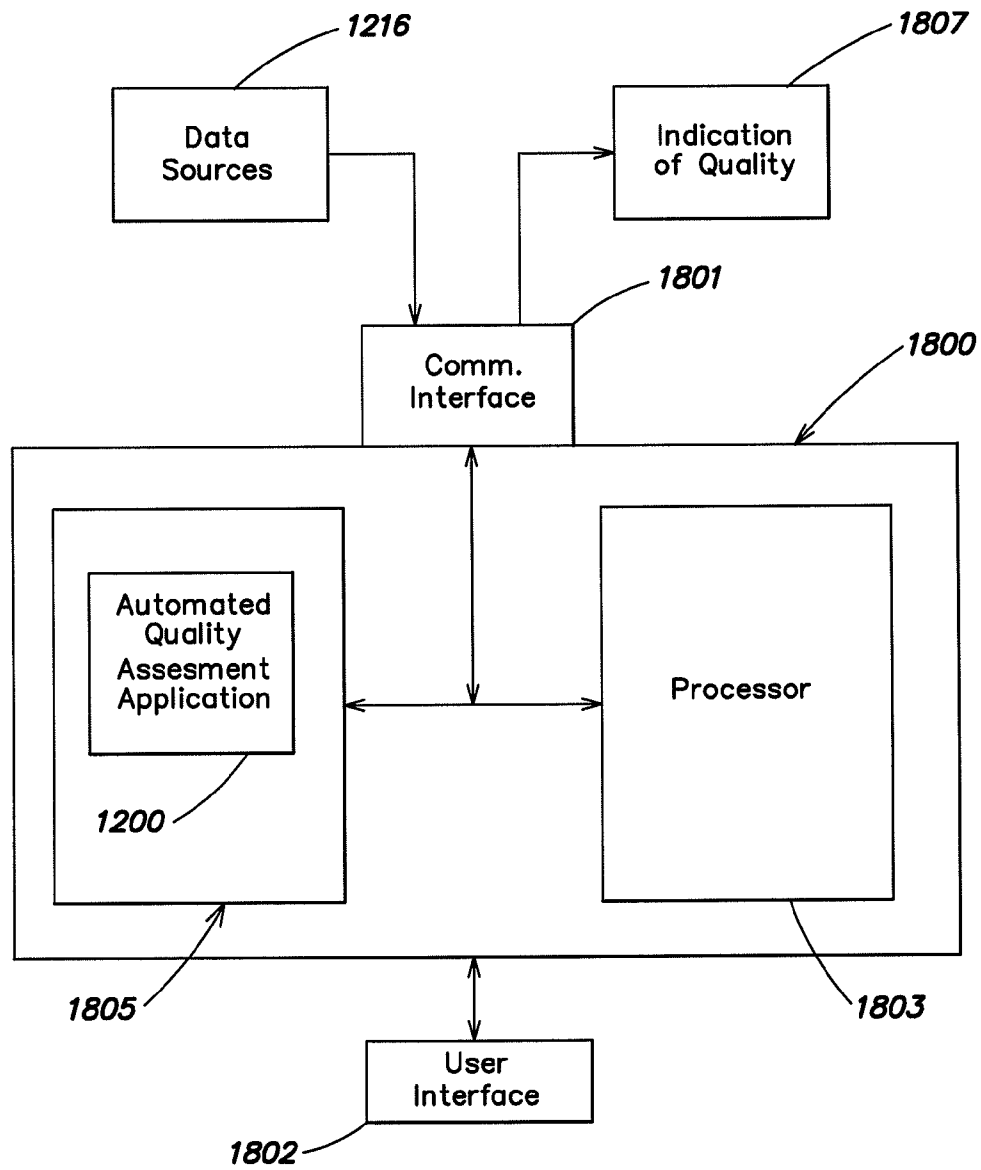 1216
1807
Data
Sources
Indication
of Quality
1801
Comm.
Interface
1800
Automated
Quality
Assesment
Application
Processor
1200
1805
1803
User
Interface
1802